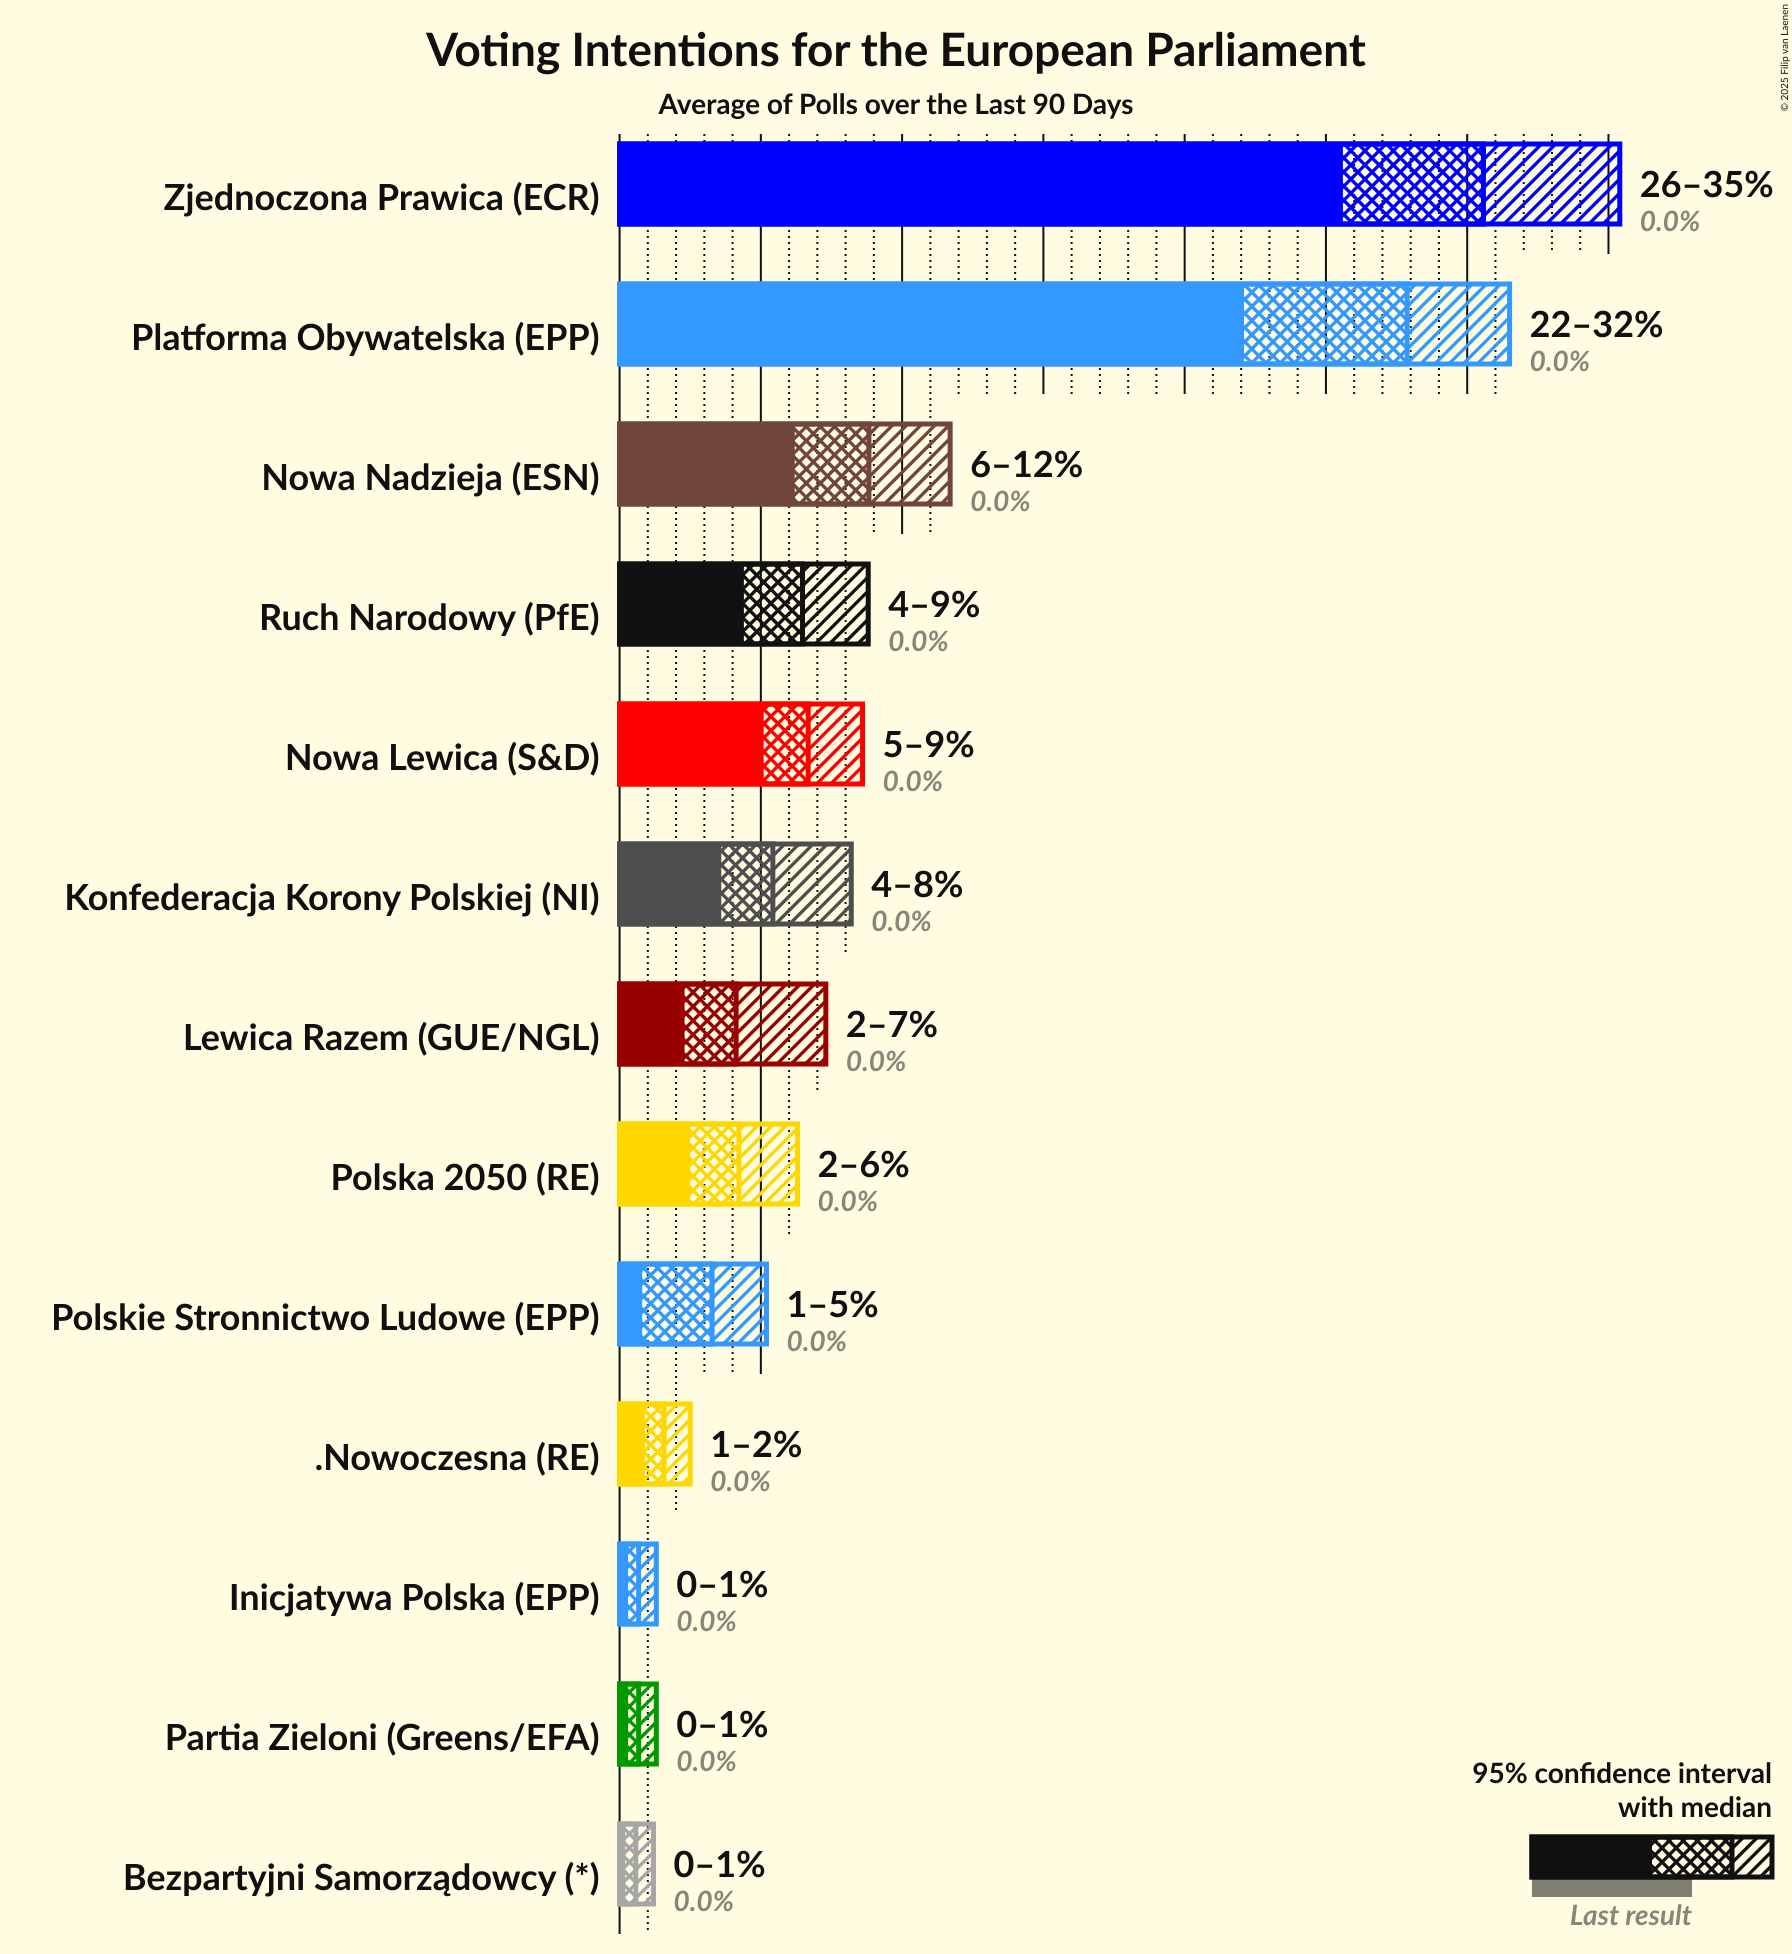 Voting Intentions for the European Parliament
Average of Polls over the Last 90 Days
© 2025 Filip van Laenen
Zjednoczona Prawica (ECR)
26–35%
0.0%
Platforma Obywatelska (EPP)
22–32%
0.0%
Nowa Nadzieja (ESN)
6–12%
0.0%
Ruch Narodowy (PfE)
4–9%
0.0%
Nowa Lewica (S&D)
5–9%
0.0%
Konfederacja Korony Polskiej (NI)
4–8%
0.0%
Lewica Razem (GUE/NGL)
2–7%
0.0%
Polska 2050 (RE)
2–6%
0.0%
Polskie Stronnictwo Ludowe (EPP)
1–5%
0.0%
.Nowoczesna (RE)
1–2%
0.0%
Inicjatywa Polska (EPP)
0–1%
0.0%
Partia Zieloni (Greens/EFA)
0–1%
0.0%
Bezpartyjni Samorządowcy (*)
0–1%
0.0%
95% confidence interval
with median
Last result